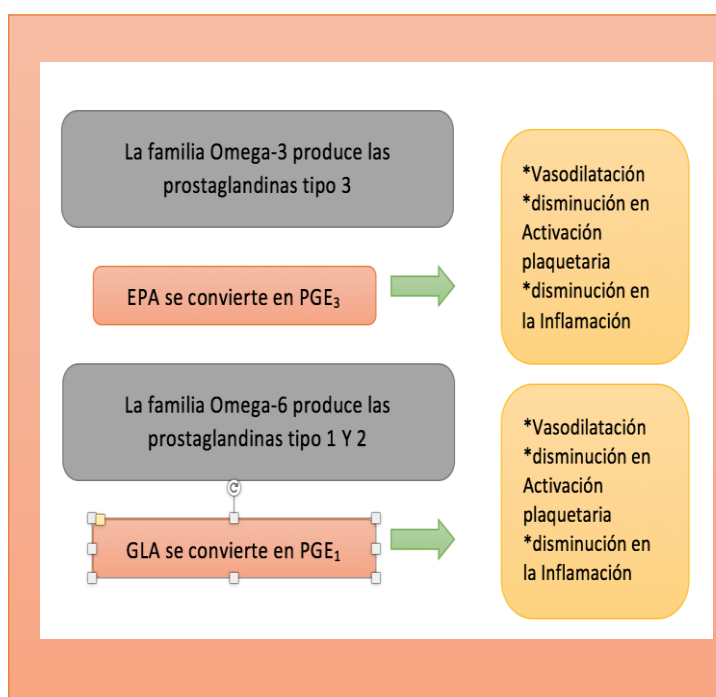 La familia Omega-3 produce las
prostaglandinas tipo 3
*Vasodilatación
*disminución en
Activación
plaquetaria
*disminución en
la Inflamación
EPA se convierte en PGE₃
La familia Omega-6 produce las
prostaglandinas tipo 1 Y 2
*Vasodilatación
*disminución en
Activación
plaquetaria
*disminución en
la Inflamación
GLA se convierte en PGE₁